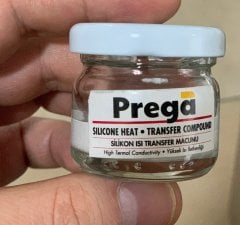 Prega
SILICONE HEAT • TRANSFER COMPOUND
SİLİKON ISI TRANSFER MACUNU
High Termal Conductivity • Yüksek Isı İletkenliği